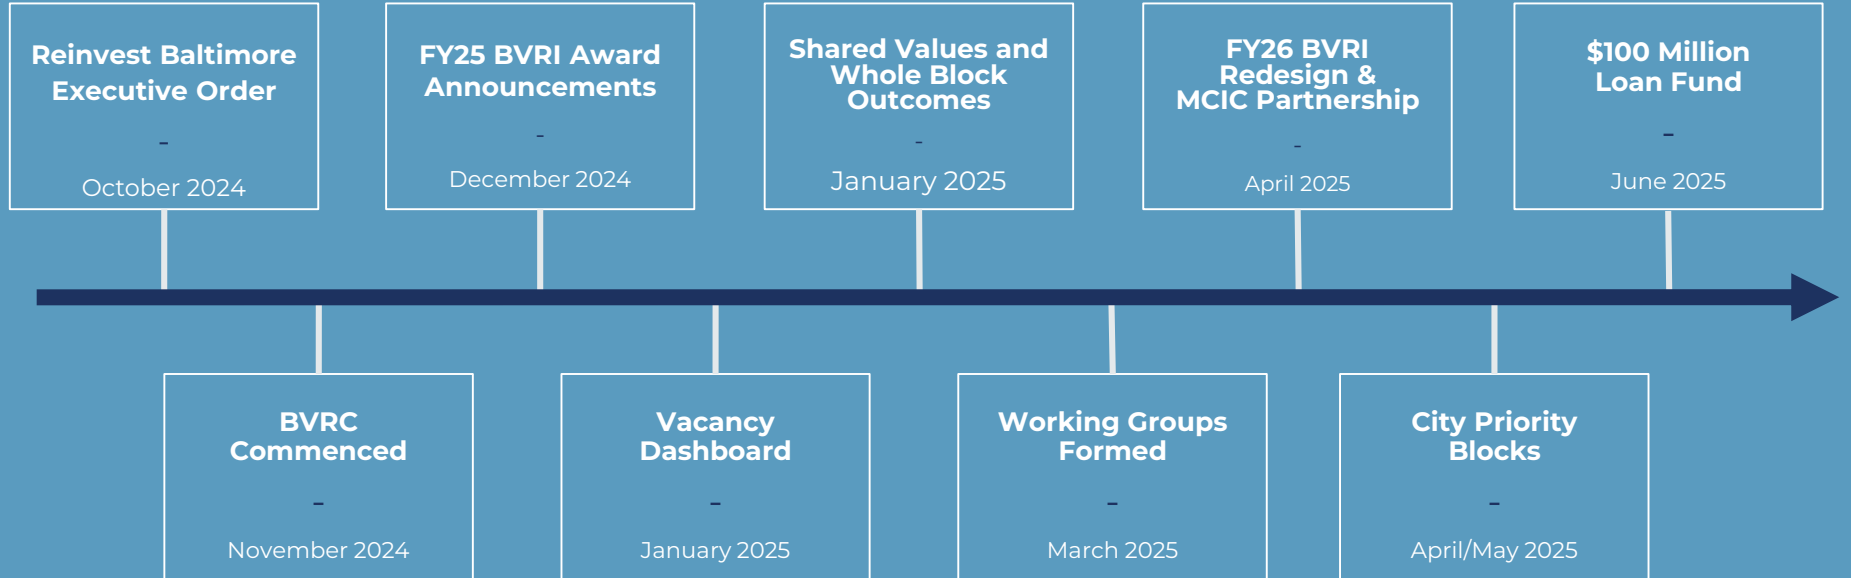 Reinvest Baltimore
Executive Order
-
October 2024
FY25 BVRI Award
Announcements
-
December 2024
Shared Values and
Whole Block
Outcomes
-
January 2025
FY26 BVRI
Redesign &
MCIC Partnership
-
April 2025
$100 Million
Loan Fund
-
June 2025
BVRC
Commenced
-
November 2024
Vacancy
Dashboard
-
January 2025
Working Groups
Formed
-
March 2025
City Priority
Blocks
-
April/May 2025